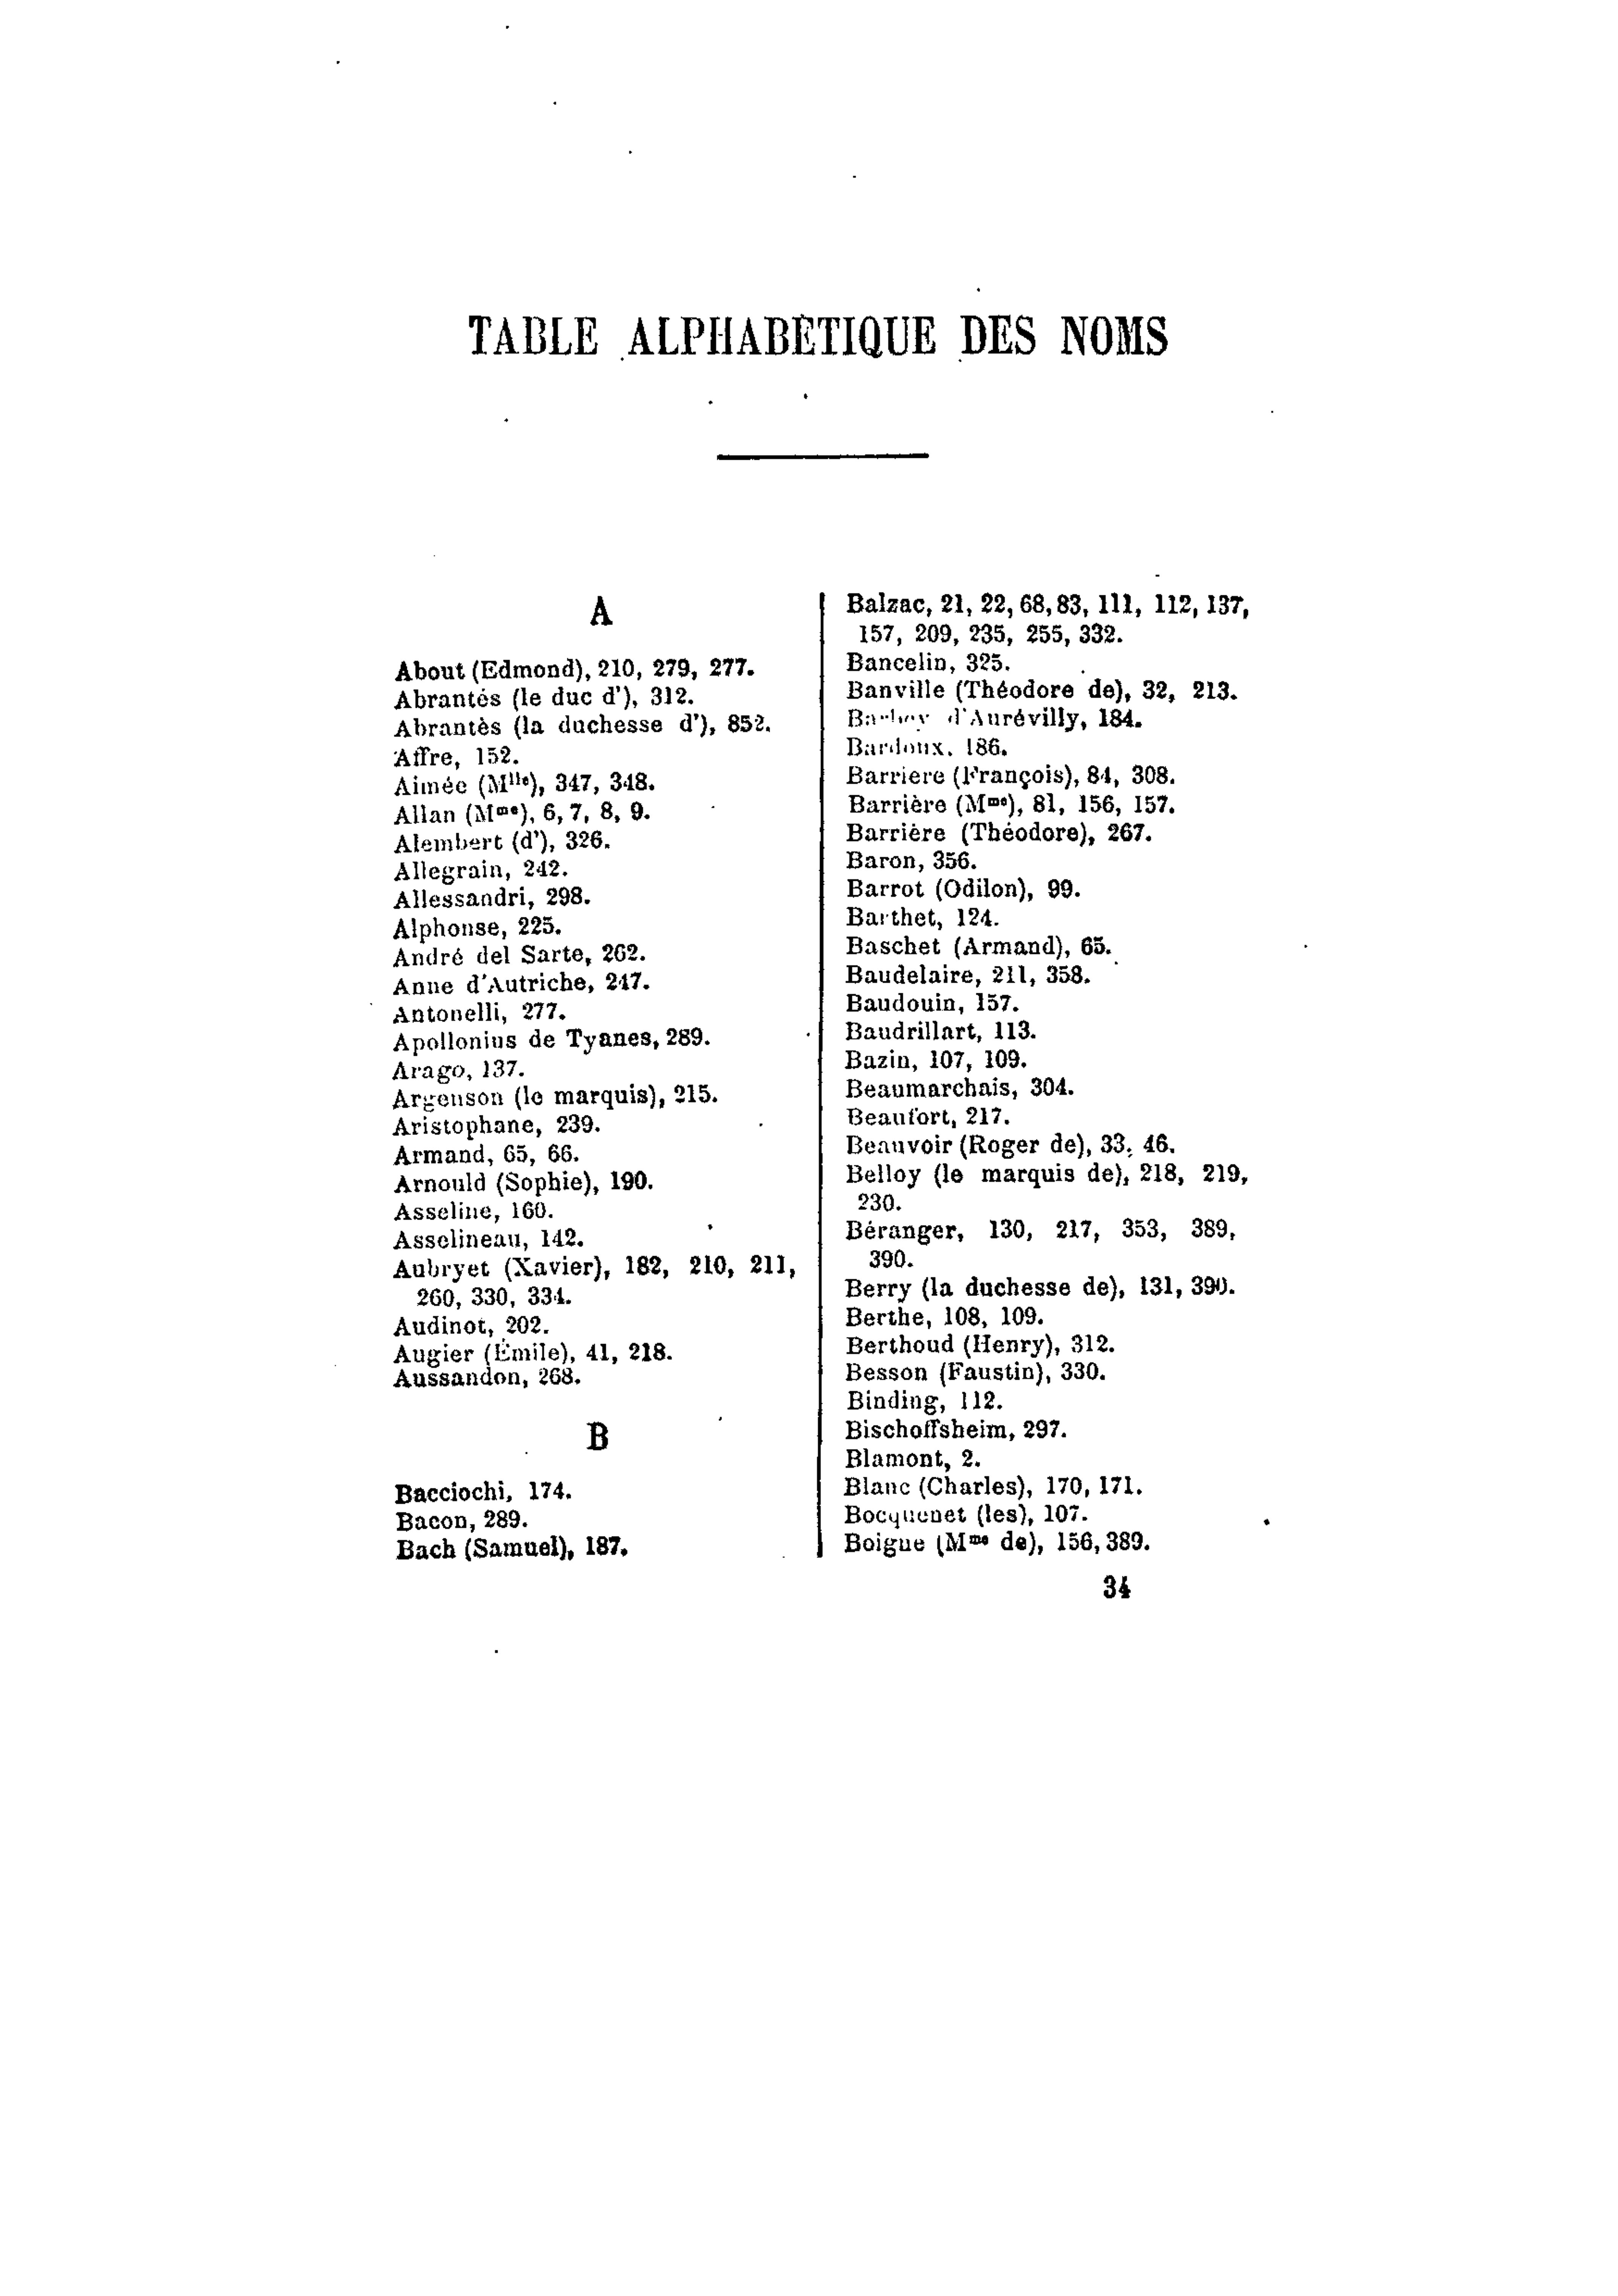 TABLE ALPHABÉTIQUE DES NOMS
A
About (Edmond), 210, 279, 277.
Abrantés (le duc d'), 312.
Abrantès (la duchesse d'), 852.
Affre, 152.
Aimée (Mlle), 347, 348.
Allan (Mme), 6, 7, 8, 9.
Alembert (d'), 326.
Allegrain, 242.
Allessandri, 298.
Alphonse, 225.
André del Sarte, 262.
Anne d'Autriche, 247.
Antonelli, 277.
Apollonius de Tyanes, 289.
Arago, 137.
Argenson (le marquis), 215.
Aristophane, 239.
Armand, 65, 66.
Arnould (Sophie), 190.
Asseline, 160.
Asselineau, 142.
Aubryet (Xavier), 182, 210, 211,
260, 330, 334.
Audinot, 202.
Augier (Émile), 41, 218.
Aussandon, 268.
B
Bacciochi, 174.
Bacon, 289.
Bach (Samuel), 187.
Balzac, 21, 22, 68, 83, 111, 112, 137,
157, 209, 235, 255, 332.
Bancelin, 325.
Banville (Théodore de), 32, 213.
Barbey d'Aurévilly, 184.
Bardoux, 186.
Barriere (François), 84, 308.
Barrière (Mme), 81, 156, 157.
Barrière (Théodore), 267.
Baron, 356.
Barrot (Odilon), 99.
Barthet, 124.
Baschet (Armand), 65.
Baudelaire, 211, 358.
Baudouin, 157.
Baudrillart, 113.
Bazin, 107, 109.
Beaumarchais, 304.
Beaufort, 217.
Beauvoir (Roger de), 33, 46.
Belloy (le marquis de), 218, 219,
230.
Béranger, 130, 217, 353, 389,
390.
Berry (la duchesse de), 131, 390.
Berthe, 108, 109.
Berthoud (Henry), 312.
Besson (Faustin), 330.
Binding, 112.
Bischoffsheim, 297.
Blamont, 2.
Blanc (Charles), 170, 171.
Bocquenet (les), 107.
Boigue (Mme de), 156, 389.
34